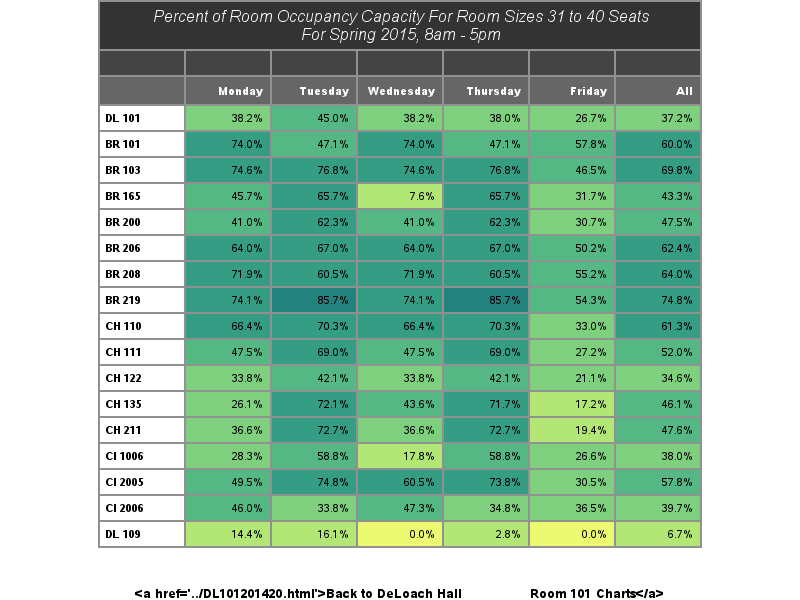 Percent of Room Occupancy Capacity For Room Sizes 31 to 40 Seats
For Spring 2015, 8am - 5pm
Monday Tuesday Wednesday Thursday Friday All
DL 101 38.2% 45.0% 38.2% 38.0% 26.7% 37.2%
BR 101 74.0% 47.1% 74.0% 47.1% 57.8% 60.0%
BR 103 74.6% 76.8% 74.6% 76.8% 46.5% 69.8%
BR 165 45.7% 65.7% 7.6% 65.7% 31.7% 43.3%
BR 200 41.0% 62.3% 41.0% 62.3% 30.7% 47.5%
BR 206 64.0% 67.0% 64.0% 67.0% 50.2% 62.4%
BR 208 71.9% 60.5% 71.9% 60.5% 55.2% 64.0%
BR 219 74.1% 85.7% 74.1% 85.7% 54.3% 74.8%
CH 110 66.4% 70.3% 66.4% 70.3% 33.0% 61.3%
CH 111 47.5% 69.0% 47.5% 69.0% 27.2% 52.0%
CH 122 33.8% 42.1% 33.8% 42.1% 21.1% 34.6%
CH 135 26.1% 72.1% 43.6% 71.7% 17.2% 46.1%
CH 211 36.6% 72.7% 36.6% 72.7% 19.4% 47.6%
CI 1006 28.3% 58.8% 17.8% 58.8% 26.6% 38.0%
CI 2005 49.5% 74.8% 60.5% 73.8% 30.5% 57.8%
CI 2006 46.0% 33.8% 47.3% 34.8% 36.5% 39.7%
DL 109 14.4% 16.1% 0.0% 2.8% 0.0% 6.7%
<a href='../DL101201420.html'>Back to DeLoach Hall Room 101 Charts</a>